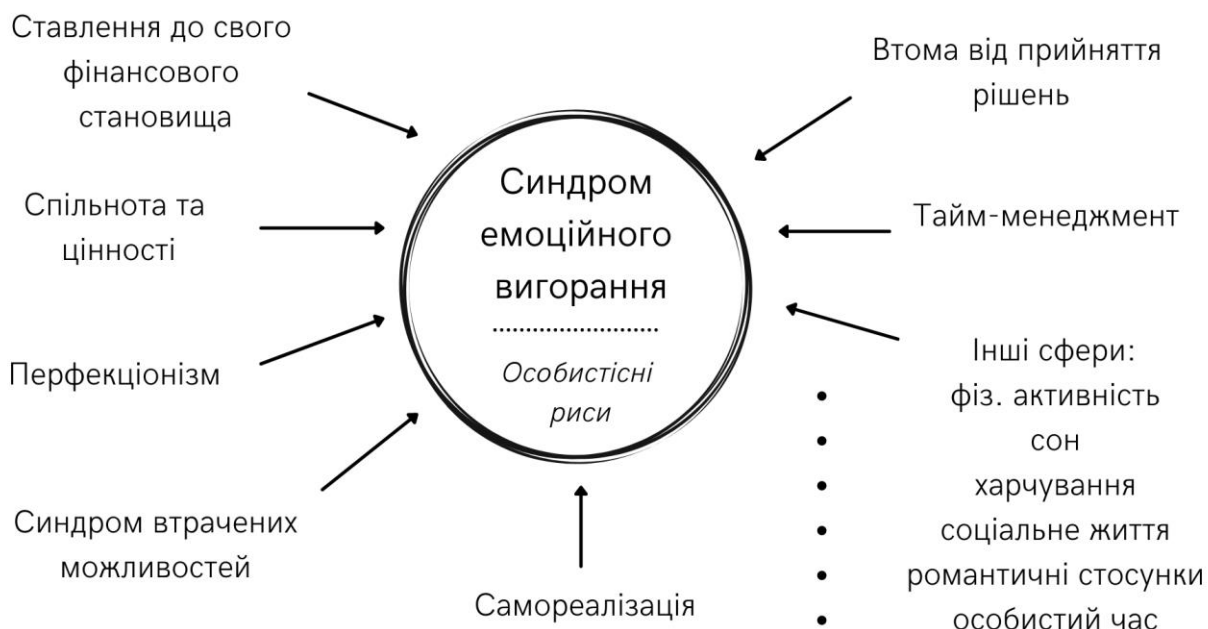 Ставлення до свого
фінансового
становища
Спільнота та
цінності
Перфекціонізм
Синдром втрачених
можливостей
Синдром
емоційного
вигорання
Особистісні
риси
Самореалізація
Втома від прийняття
рішень
Тайм-менеджмент
Інші сфери:
• фіз. активність
• сон
• харчування
• соціальне життя
• романтичні стосунки
• особистий час